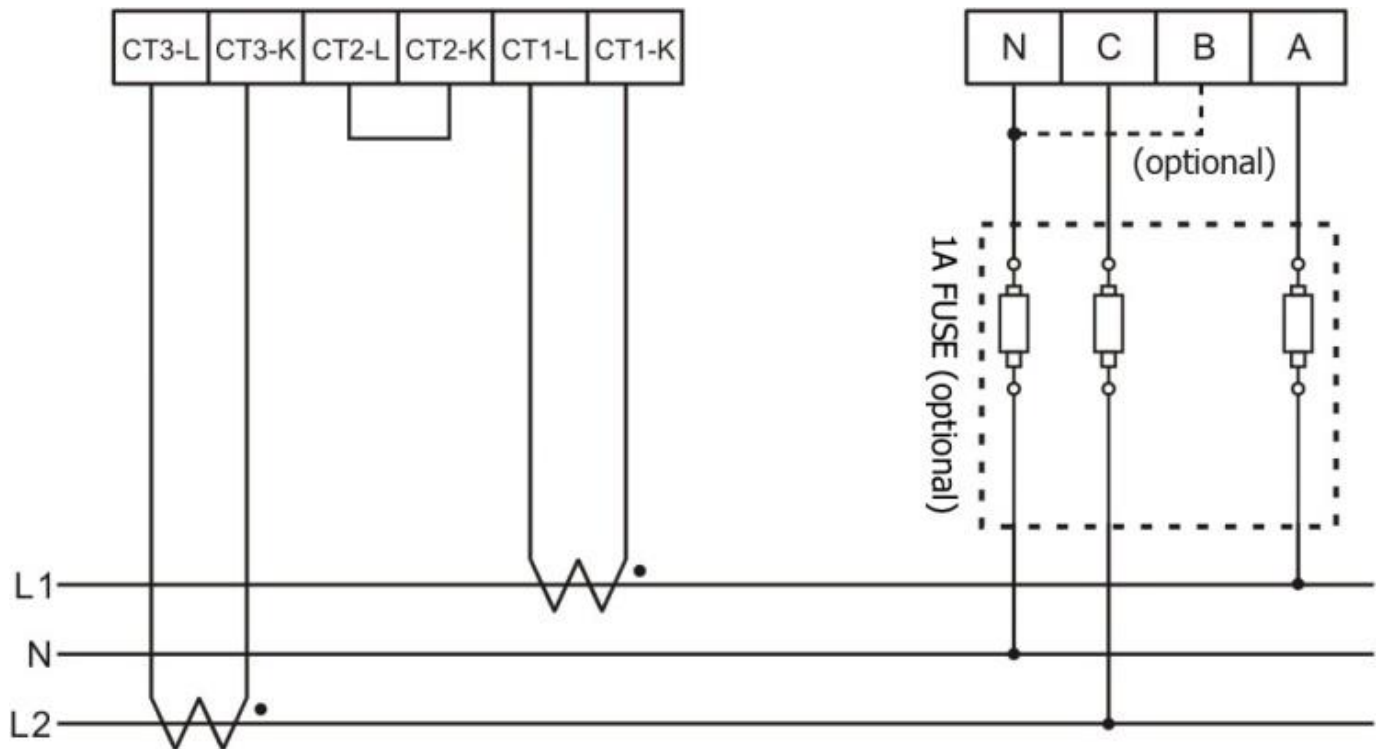 CT3-L CT3-K CT2-L CT2-K CT1-L CT1-K
N C B A
(optional)
1A FUSE (optional)
L1
N
L2